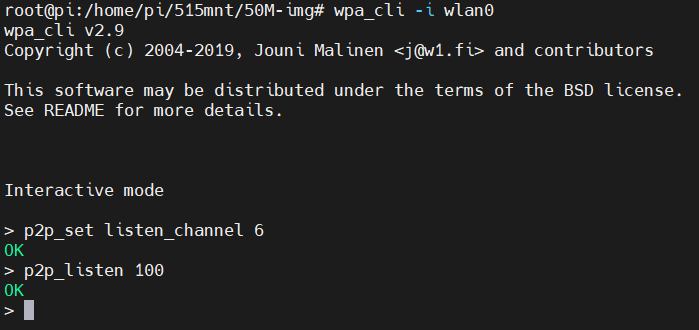 root@pi:/home/pi/515mnt/50M-img# wpa_cli -i wlan0
wpa_cli v2.9
Copyright (c) 2004-2019, Jouni Malinen <j@w1.fi> and contributors
This software may be distributed under the terms of the BSD license.
See README for more details.
Interactive mode
> p2p_set listen_channel 6
OK
> p2p_listen 100
OK
>